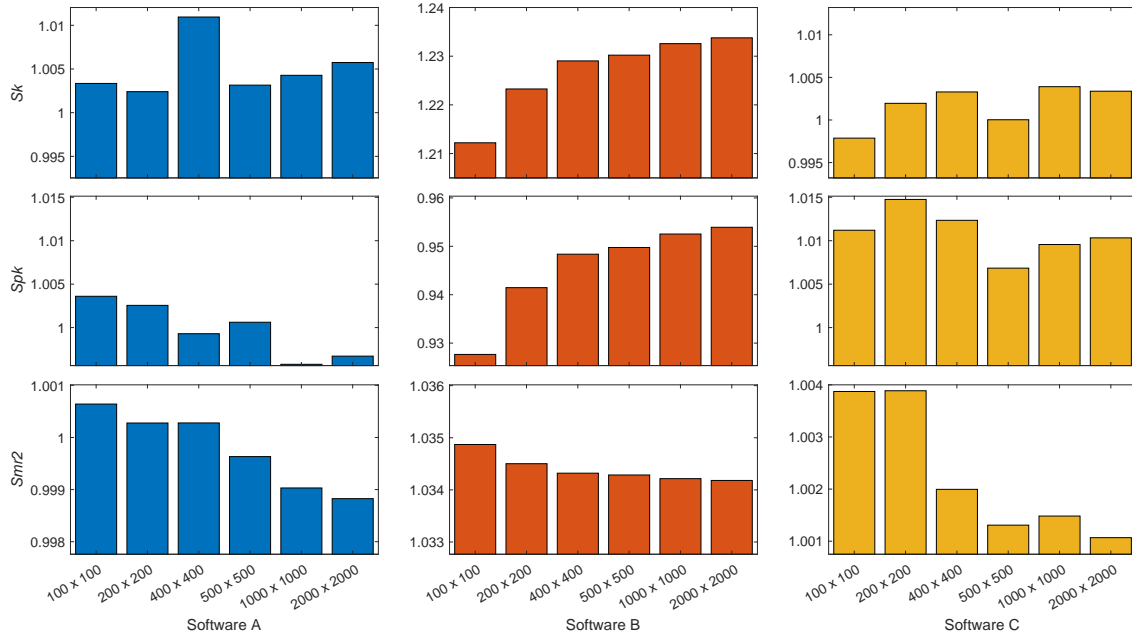 Sk
1.01
1.005
1
0.995
1.24
1.23
1.22
1.21
1.01
1.005
1
0.995
Spk
1.015
1.01
1.005
1
0.96
0.95
0.94
0.93
1.015
1.01
1.005
1
Smr2
1.001
1
0.999
0.998
1.036
1.035
1.034
1.033
1.004
1.003
1.002
1.001
100 x 100
200 x 200
400 x 400
500 x 500
1000 x 1000
2000 x 2000
100 x 100
200 x 200
400 x 400
500 x 500
1000 x 1000
2000 x 2000
100 x 100
200 x 200
400 x 400
500 x 500
1000 x 1000
2000 x 2000
Software A
Software B
Software C